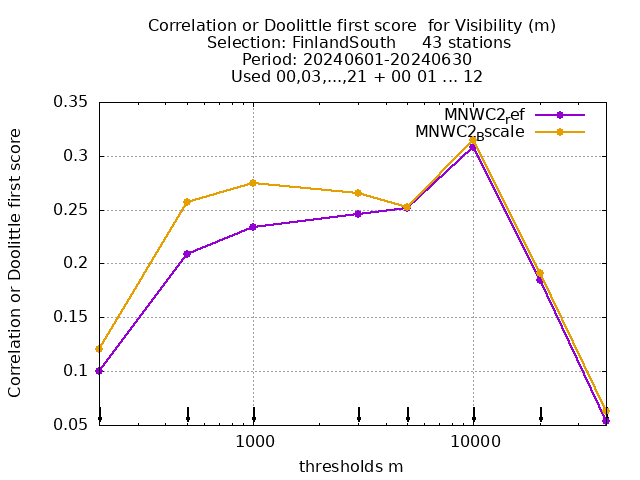 Correlation or Doolittle first score  for Visibility (m)
Selection: FinlandSouth     43 stations
Period: 20240601-20240630
Used 00,03,...,21 + 00 01 ... 12
MNWC2ref
MNWC2Bscale
Correlation or Doolittle first score
0.35
0.3
0.25
0.2
0.15
0.1
0.05
1000
10000
thresholds m